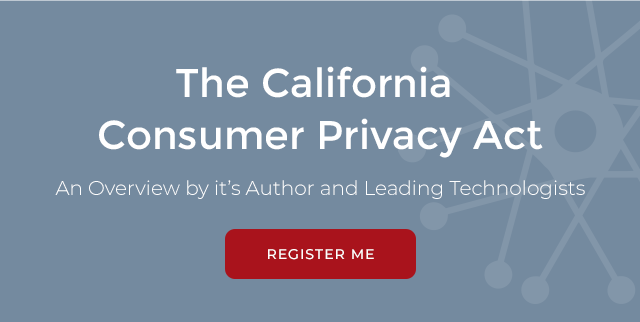 The California
Consumer Privacy Act
An Overview by it's Author and Leading Technologists
REGISTER ME